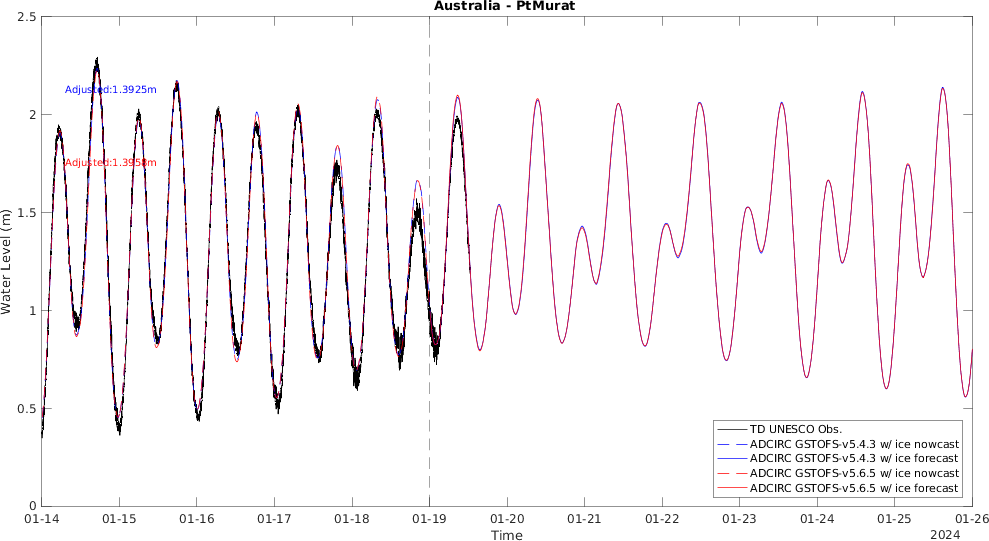 Australia - PtMurat
2.5
2
1.5
1
0.5
0
Water Level (m)
Adjusted:1.3925m
Adjusted:1.3958m
TD UNESCO Obs.
ADCIRC GSTOFS-v5.4.3 w/ ice nowcast
ADCIRC GSTOFS-v5.4.3 w/ ice forecast
ADCIRC GSTOFS-v5.6.5 w/ ice nowcast
ADCIRC GSTOFS-v5.6.5 w/ ice forecast
01-14 01-15 01-16 01-17 01-18 01-19 01-20 01-21 01-22 01-23 01-24 01-25 01-26
Time
2024